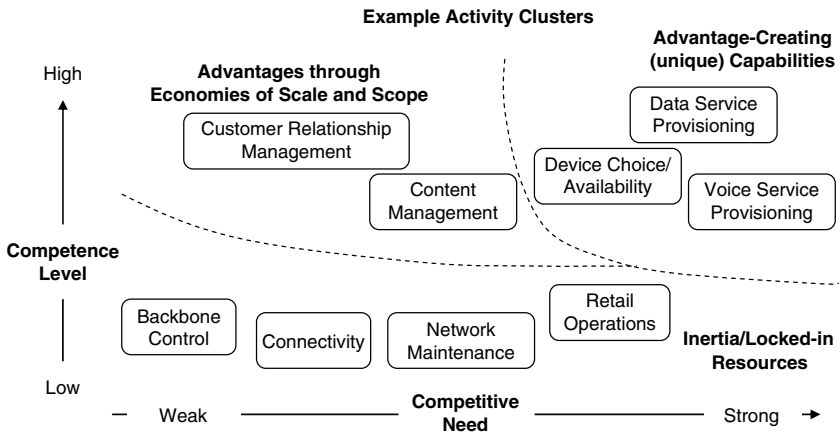 Example Activity Clusters
Advantage-Creating
(unique) Capabilities
High
Advantages through
Economies of Scale and Scope
Data Service
Provisioning
Customer Relationship
Management
Device Choice/
Availability
Content
Management
Voice Service
Provisioning
Competence
Level
Backbone
Control
Connectivity
Network
Maintenance
Retail
Operations
Inertia/Locked-in
Resources
Low
Weak
Competitive
Need
Strong